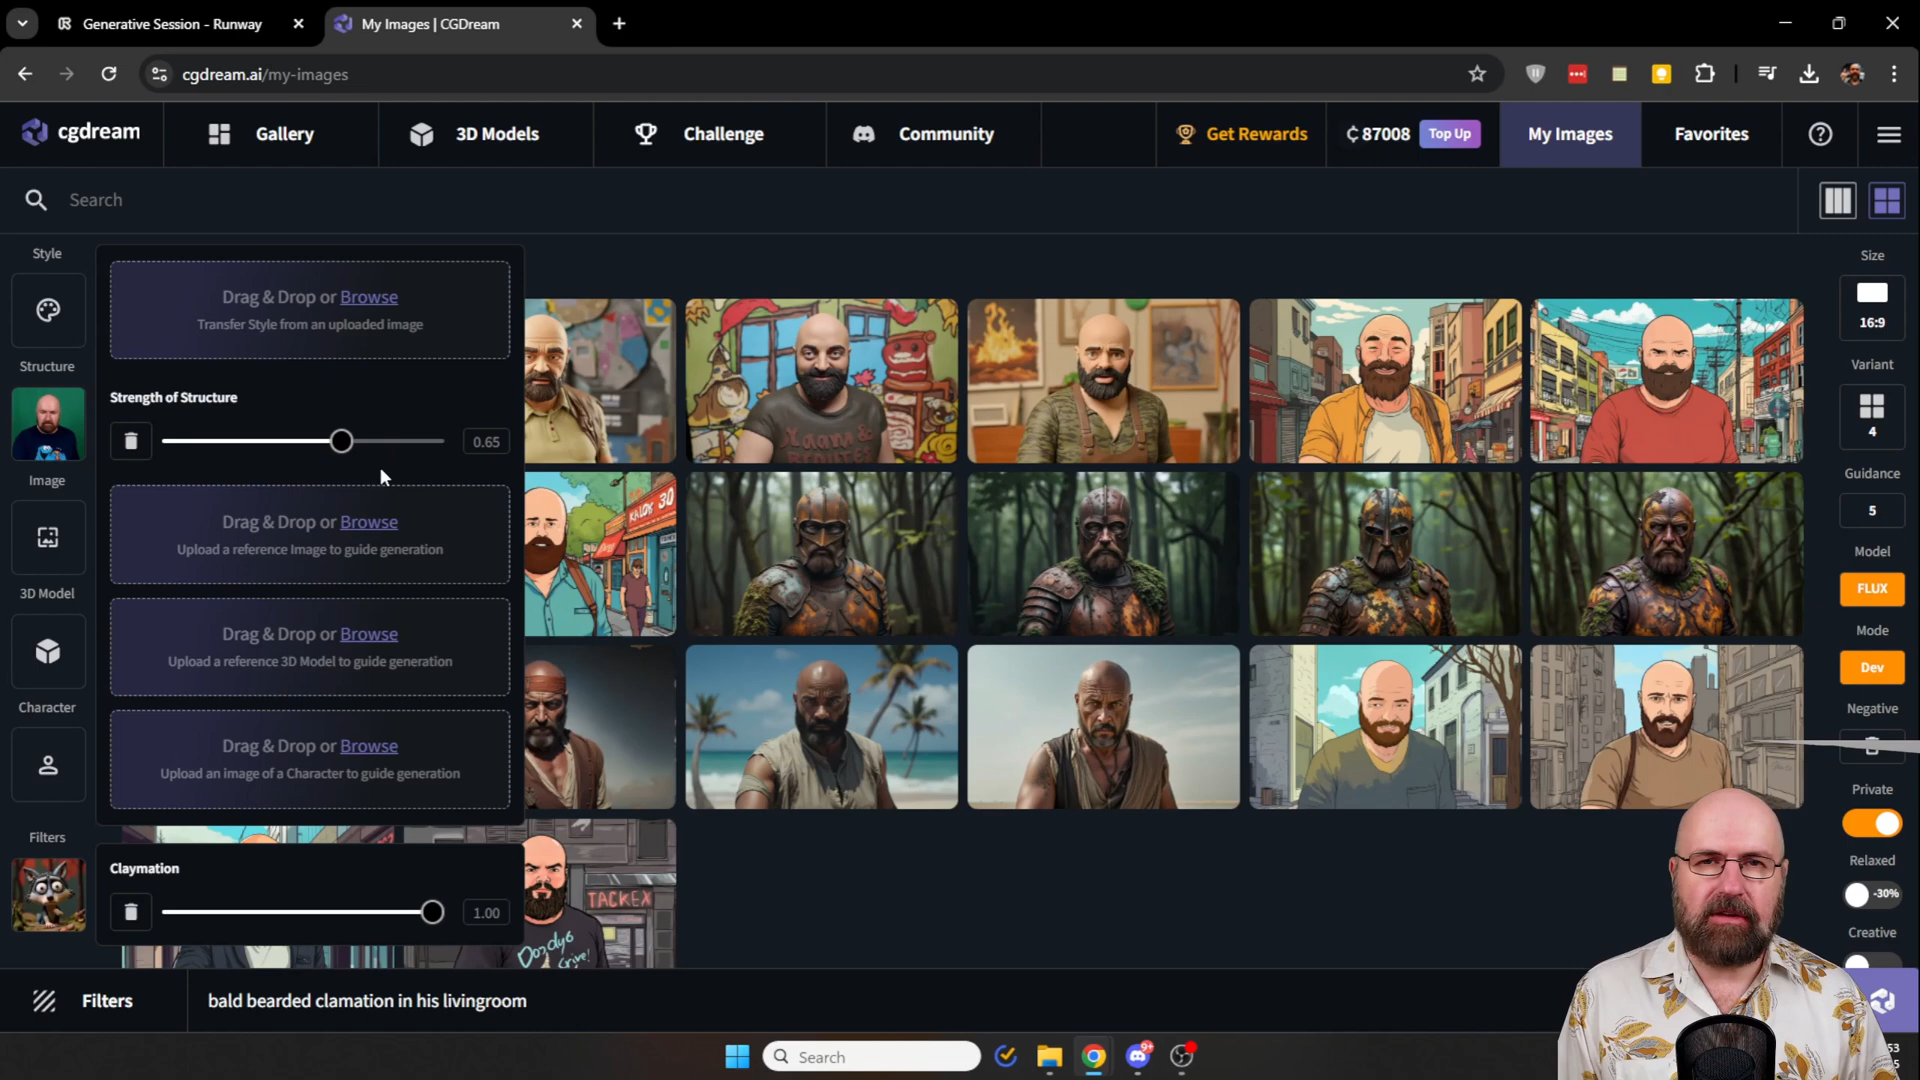 Generative Session - Runway
My Images | CGDream
cgdream.ai/my-images
cgdream
Gallery
3D Models
Challenge
Community
Get Rewards
₵ 87008
Top Up
My Images
Favorites
Search
Style
Structure
Image
3D Model
Character
Filters
Drag & Drop or Browse
Transfer Style from an uploaded image
Strength of Structure
0.65
Drag & Drop or Browse
Upload a reference Image to guide generation
Drag & Drop or Browse
Upload a reference 3D Model to guide generation
Drag & Drop or Browse
Upload an image of a Character to guide generation
Claymation
1.00
KALOS 30
TACKEX
Size
16:9
Variant
4
Guidance
5
Model
FLUX
Mode
Dev
Negative
Private
Relaxed
-30%
Creative
Filters
bald bearded clamation in his livingroom
Search
9+
53